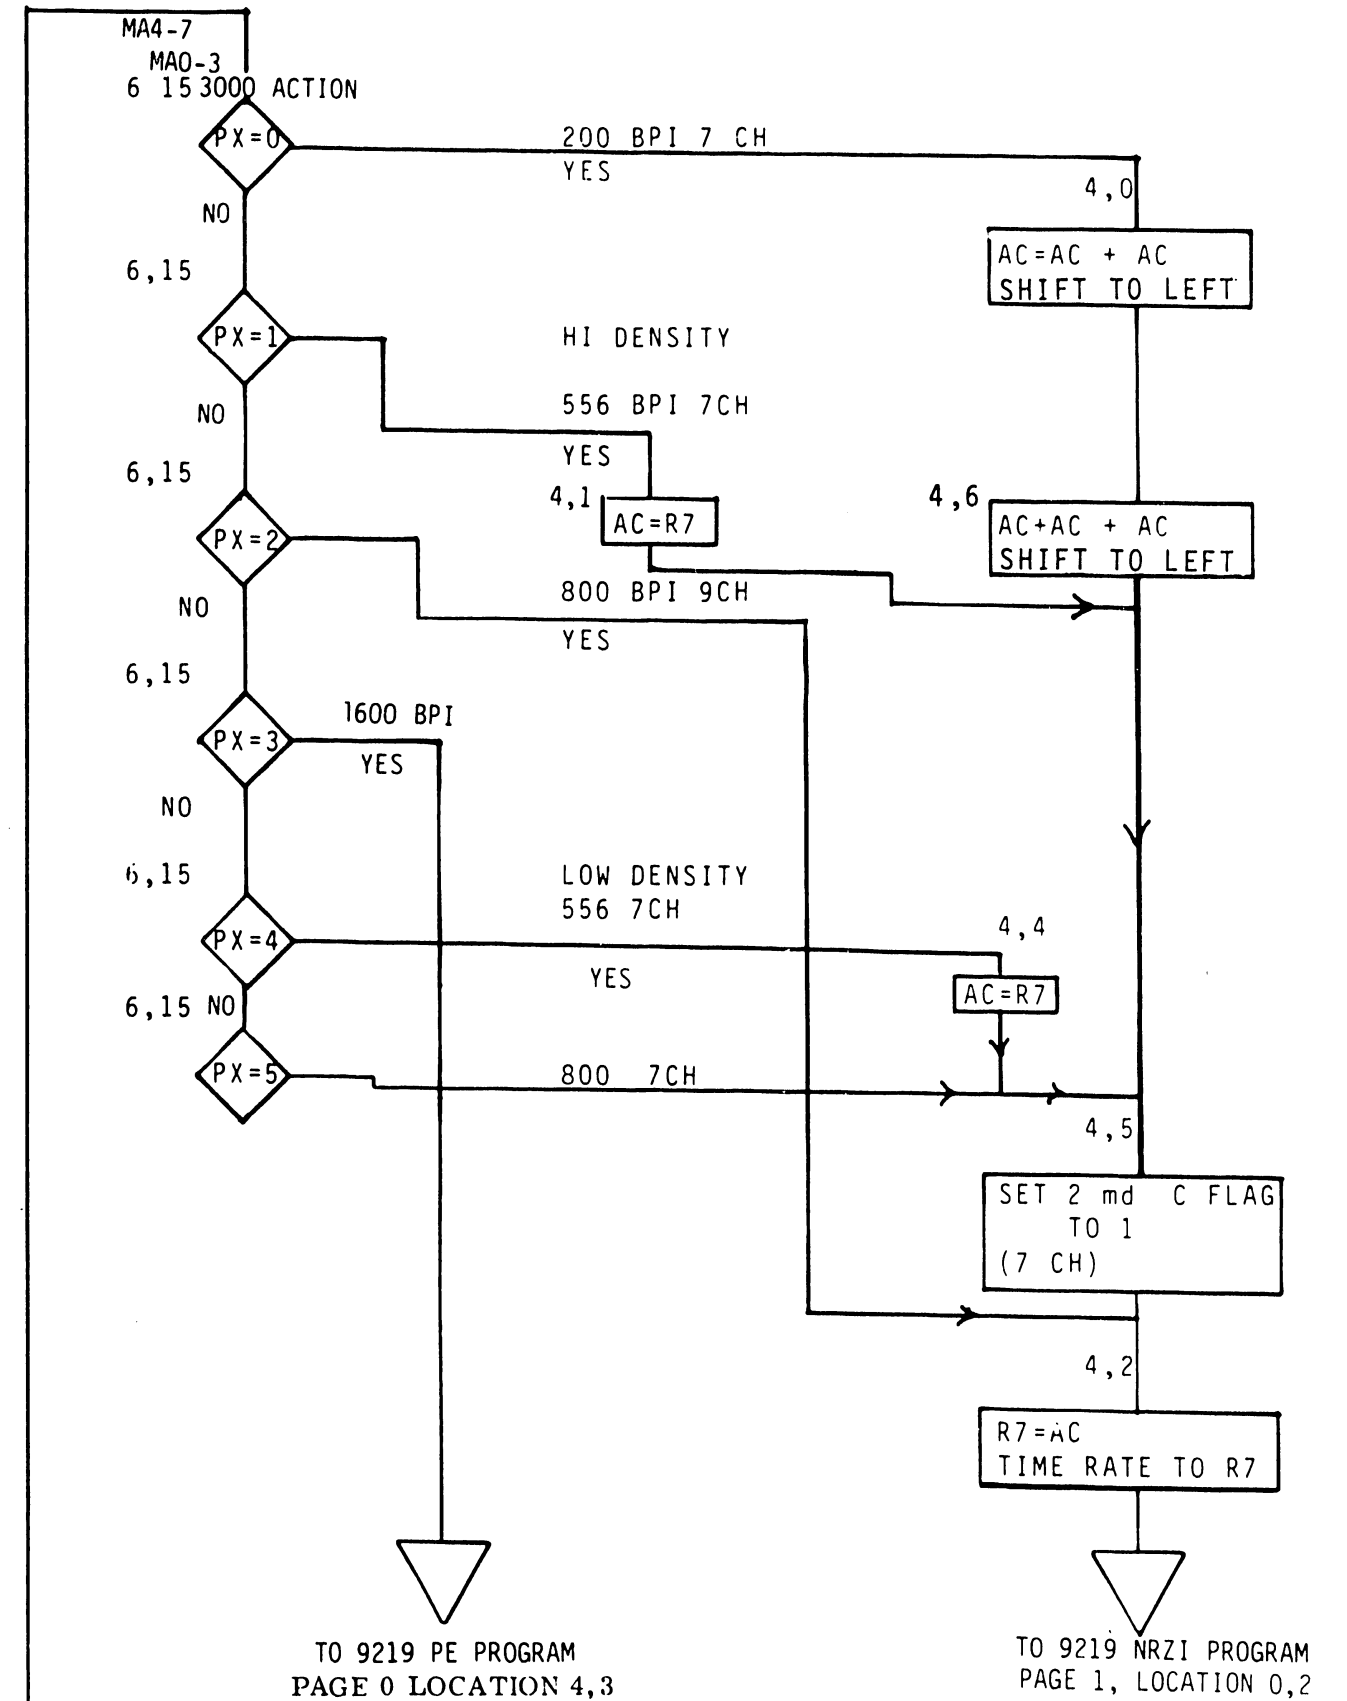 MA4-7
MA0-3
6 15 3000 ACTION
PX=0
200 BPI 7 CH
YES
4,0
NO
AC=AC + AC
SHIFT TO LEFT
6,15
PX=1
HI DENSITY
NO
556 BPI 7CH
YES
6,15
4,1
AC=R7
4,6
AC+AC + AC
SHIFT TO LEFT
PX=2
800 BPI 9CH
YES
NO
6,15
1600 BPI
PX=3
YES
NO
6,15
LOW DENSITY
556 7CH
4,4
PX=4
YES
AC=R7
6,15 NO
PX=5
800 7CH
4,5
SET 2 md C FLAG
TO 1
(7 CH)
4,2
R7=AC
TIME RATE TO R7
TO 9219 PE PROGRAM
PAGE 0 LOCATION 4,3
TO 9219 NRZI PROGRAM
PAGE 1, LOCATION 0,2